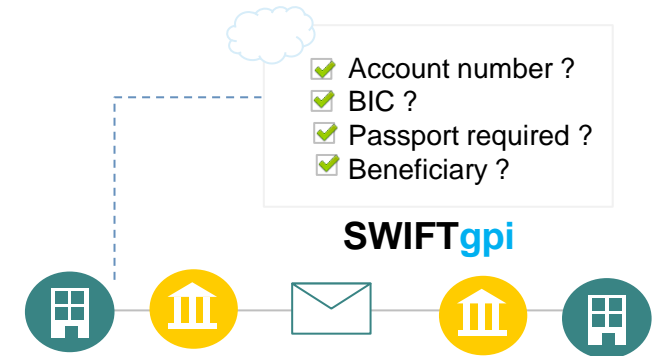 Account number ?
BIC ?
Passport required ?
Beneficiary ?
SWIFTgpi